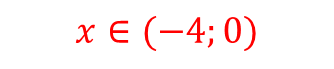 x ∈ (−4; 0)